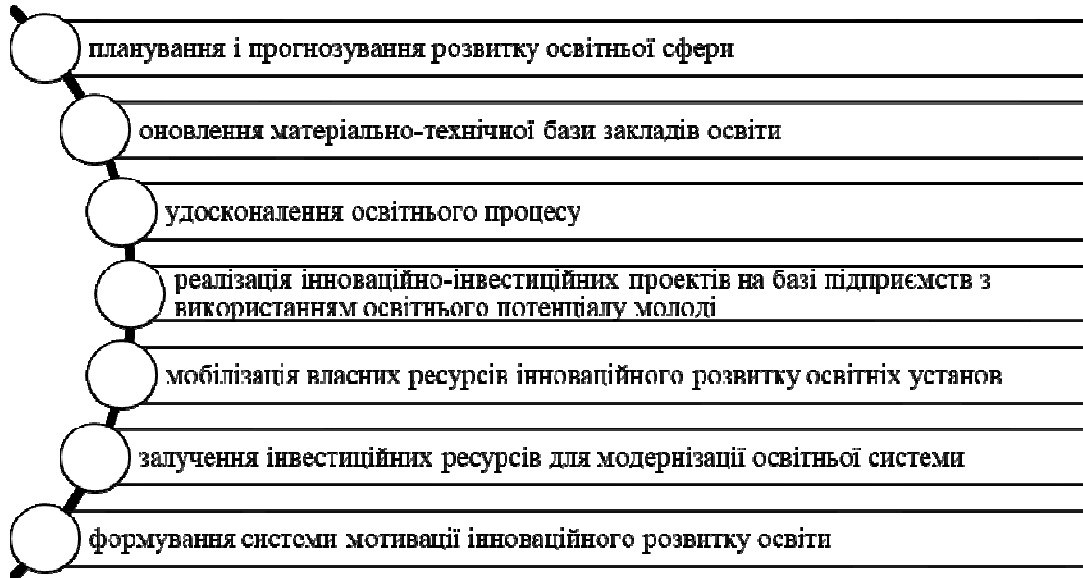 планування і прогнозування розвитку освітньої сфери
оновлення матеріально-технічної бази закладів освіти
удосконалення освітнього процесу
реалізація інноваційно-інвестиційних проектів на базі підприємств з
використанням освітнього потенціалу молоді
мобілізація власних ресурсів інноваційного розвитку освітніх установ
залучення інвестиційних ресурсів для модернізації освітньої системи
формування системи мотивації інноваційного розвитку освіти